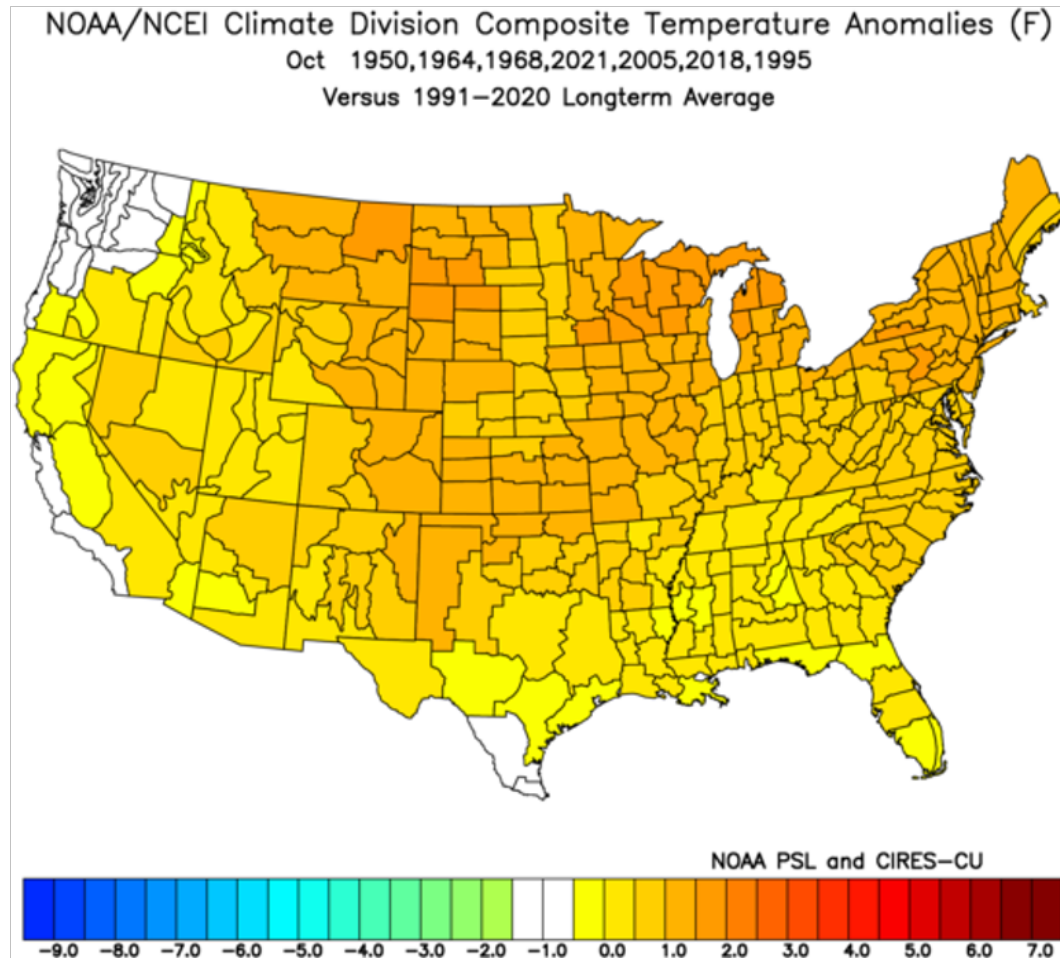 NOAA/NCEI Climate Division Composite Temperature Anomalies (F)
Oct 1950,1964,1968,2021,2005,2018,1995
Versus 1991-2020 Longterm Average
NOAA PSL and CIRES-CU
-9.0 -8.0 -7.0 -6.0 -5.0 -4.0 -3.0 -2.0 -1.0 0.0 1.0 2.0 3.0 4.0 5.0 6.0 7.0